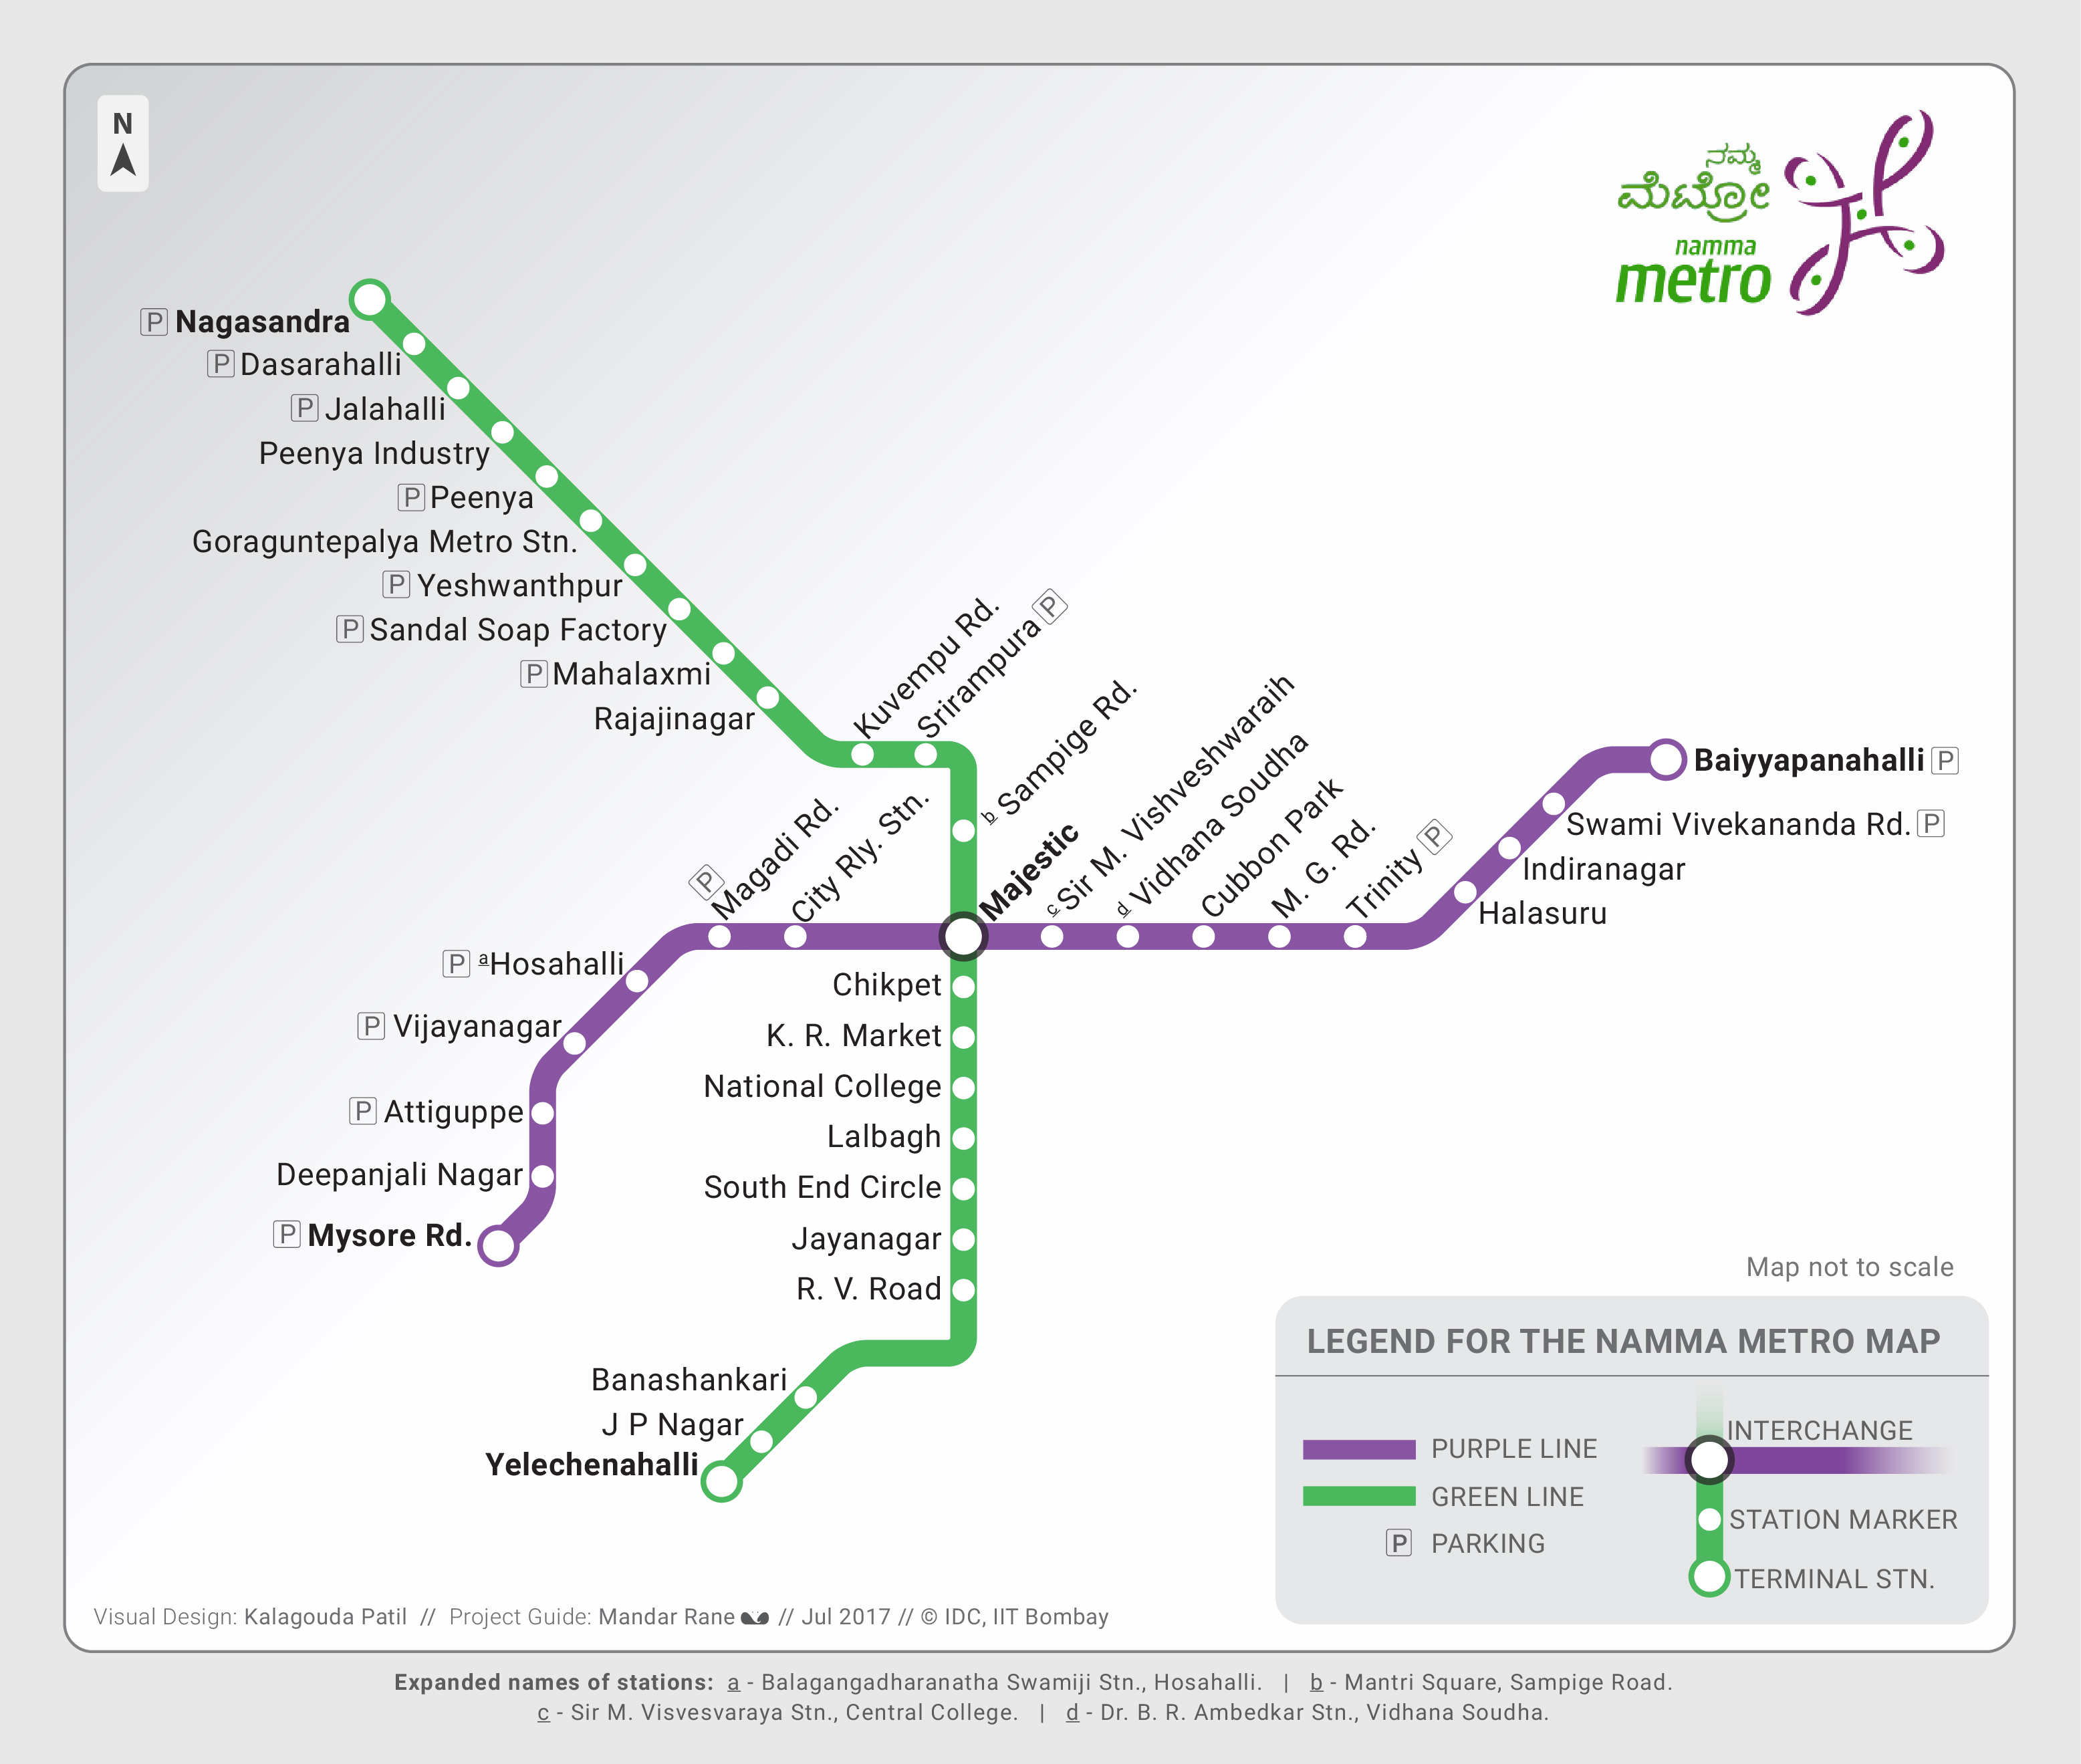 N
ನಮ್ಮ
ಮೆಟ್ರೋ
namma
metro
P Nagasandra
P Dasarahalli
P Jalahalli
Peenya Industry
P Peenya
Goraguntepalya Metro Stn.
P Yeshwanthpur
P Sandal Soap Factory
P Mahalaxmi
Rajajinagar
Kuvempu Rd.
Srirampura P
b Sampige Rd.
Majestic
P Magadi Rd.
City Rly. Stn.
c Sir M. Vishveshwaraih
d Vidhana Soudha
Cubbon Park
M. G. Rd.
Trinity P
Baiyyapanahalli P
Swami Vivekananda Rd. P
Indiranagar
Halasuru
P aHosahalli
P Vijayanagar
P Attiguppe
Deepanjali Nagar
P Mysore Rd.
Chikpet
K. R. Market
National College
Lalbagh
South End Circle
Jayanagar
R. V. Road
Banashankari
J P Nagar
Yelechenahalli
Map not to scale
LEGEND FOR THE NAMMA METRO MAP
PURPLE LINE
GREEN LINE
P PARKING
INTERCHANGE
STATION MARKER
TERMINAL STN.
Visual Design: Kalagouda Patil // Project Guide: Mandar Rane // Jul 2017 // © IDC, IIT Bombay
Expanded names of stations: a - Balagangadharanatha Swamiji Stn., Hosahalli. | b - Mantri Square, Sampige Road.
c - Sir M. Visvesvaraya Stn., Central College. | d - Dr. B. R. Ambedkar Stn., Vidhana Soudha.